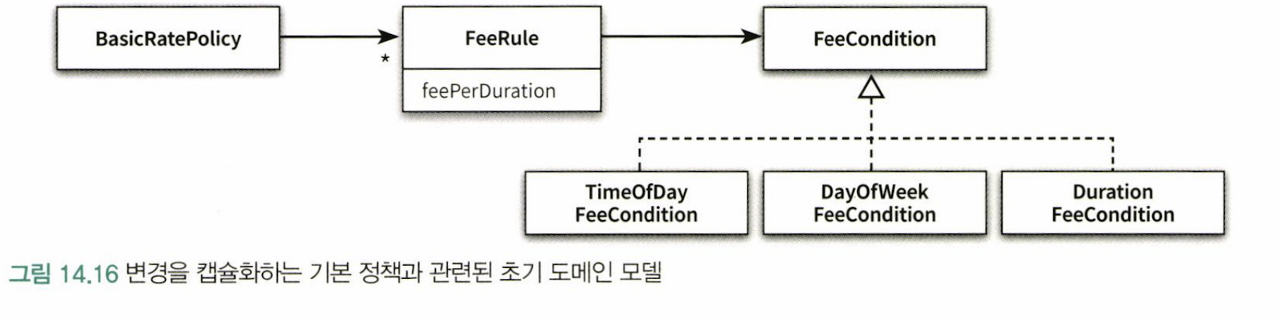 BasicRatePolicy
*
FeeRule
feePerDuration
FeeCondition
TimeOfDay
FeeCondition
DayOfWeek
FeeCondition
Duration
FeeCondition
그림 14.16 변경을 캡슐화하는 기본 정책과 관련된 초기 도메인 모델